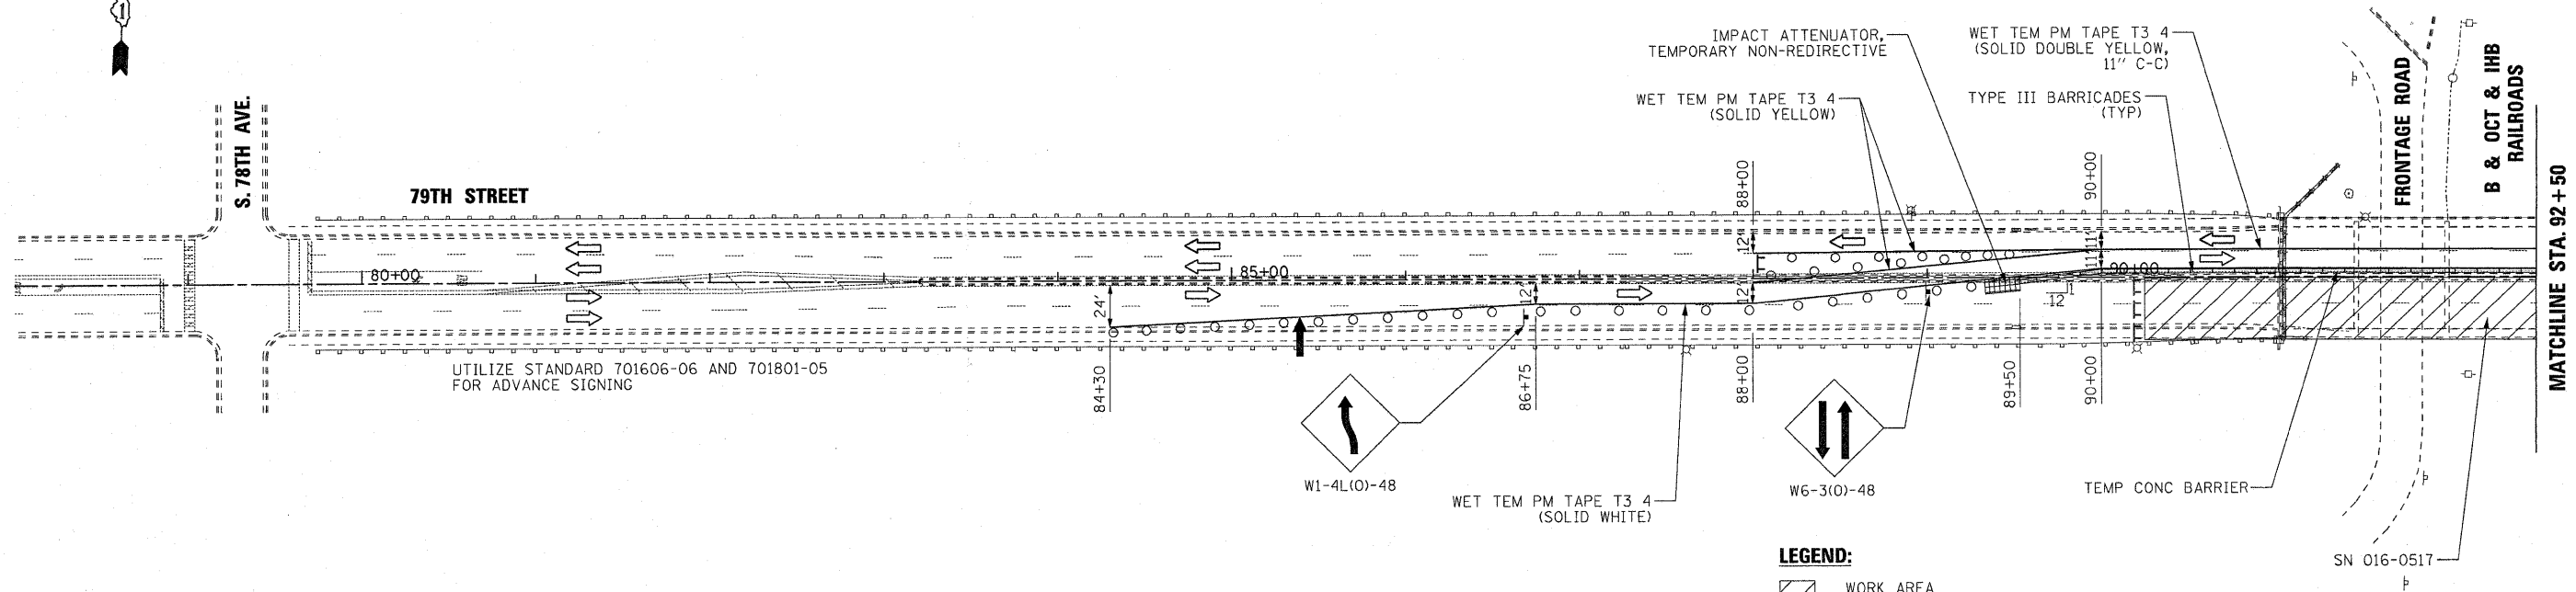 1
IMPACT ATTENUATOR,
TEMPORARY NON-REDIRECTIVE
WET TEM PM TAPE T3 4
(SOLID DOUBLE YELLOW,
11" C-C)
WET TEM PM TAPE T3 4
(SOLID YELLOW)
TYPE III BARRICADES
(TYP)
S. 78TH AVE.
79TH STREET
FRONTAGE ROAD
B & OCT & IHB
RAILROADS
MATCHLINE STA. 92+50
88+00
90+00
12'
11'
11'
80+00
85+00
90+00
24'
12'
12'
1
12
UTILIZE STANDARD 701606-06 AND 701801-05
FOR ADVANCE SIGNING
84+30
86+75
88+00
89+50
90+00
W1-4L(O)-48
W6-3(O)-48
WET TEM PM TAPE T3 4
(SOLID WHITE)
TEMP CONC BARRIER
SN 016-0517
LEGEND:
WORK AREA